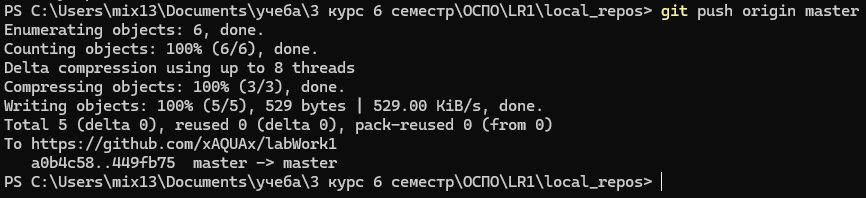 PS C:\Users\mix13\Documents\учеба\3 курс 6 семестр\ОСПО\LR1\local_repos> git push origin master
Enumerating objects: 6, done.
Counting objects: 100% (6/6), done.
Delta compression using up to 8 threads
Compressing objects: 100% (3/3), done.
Writing objects: 100% (5/5), 529 bytes | 529.00 KiB/s, done.
Total 5 (delta 0), reused 0 (delta 0), pack-reused 0 (from 0)
To https://github.com/xAQUAx/labWork1
   a0b4c58..449fb75  master -> master
PS C:\Users\mix13\Documents\учеба\3 курс 6 семестр\ОСПО\LR1\local_repos>